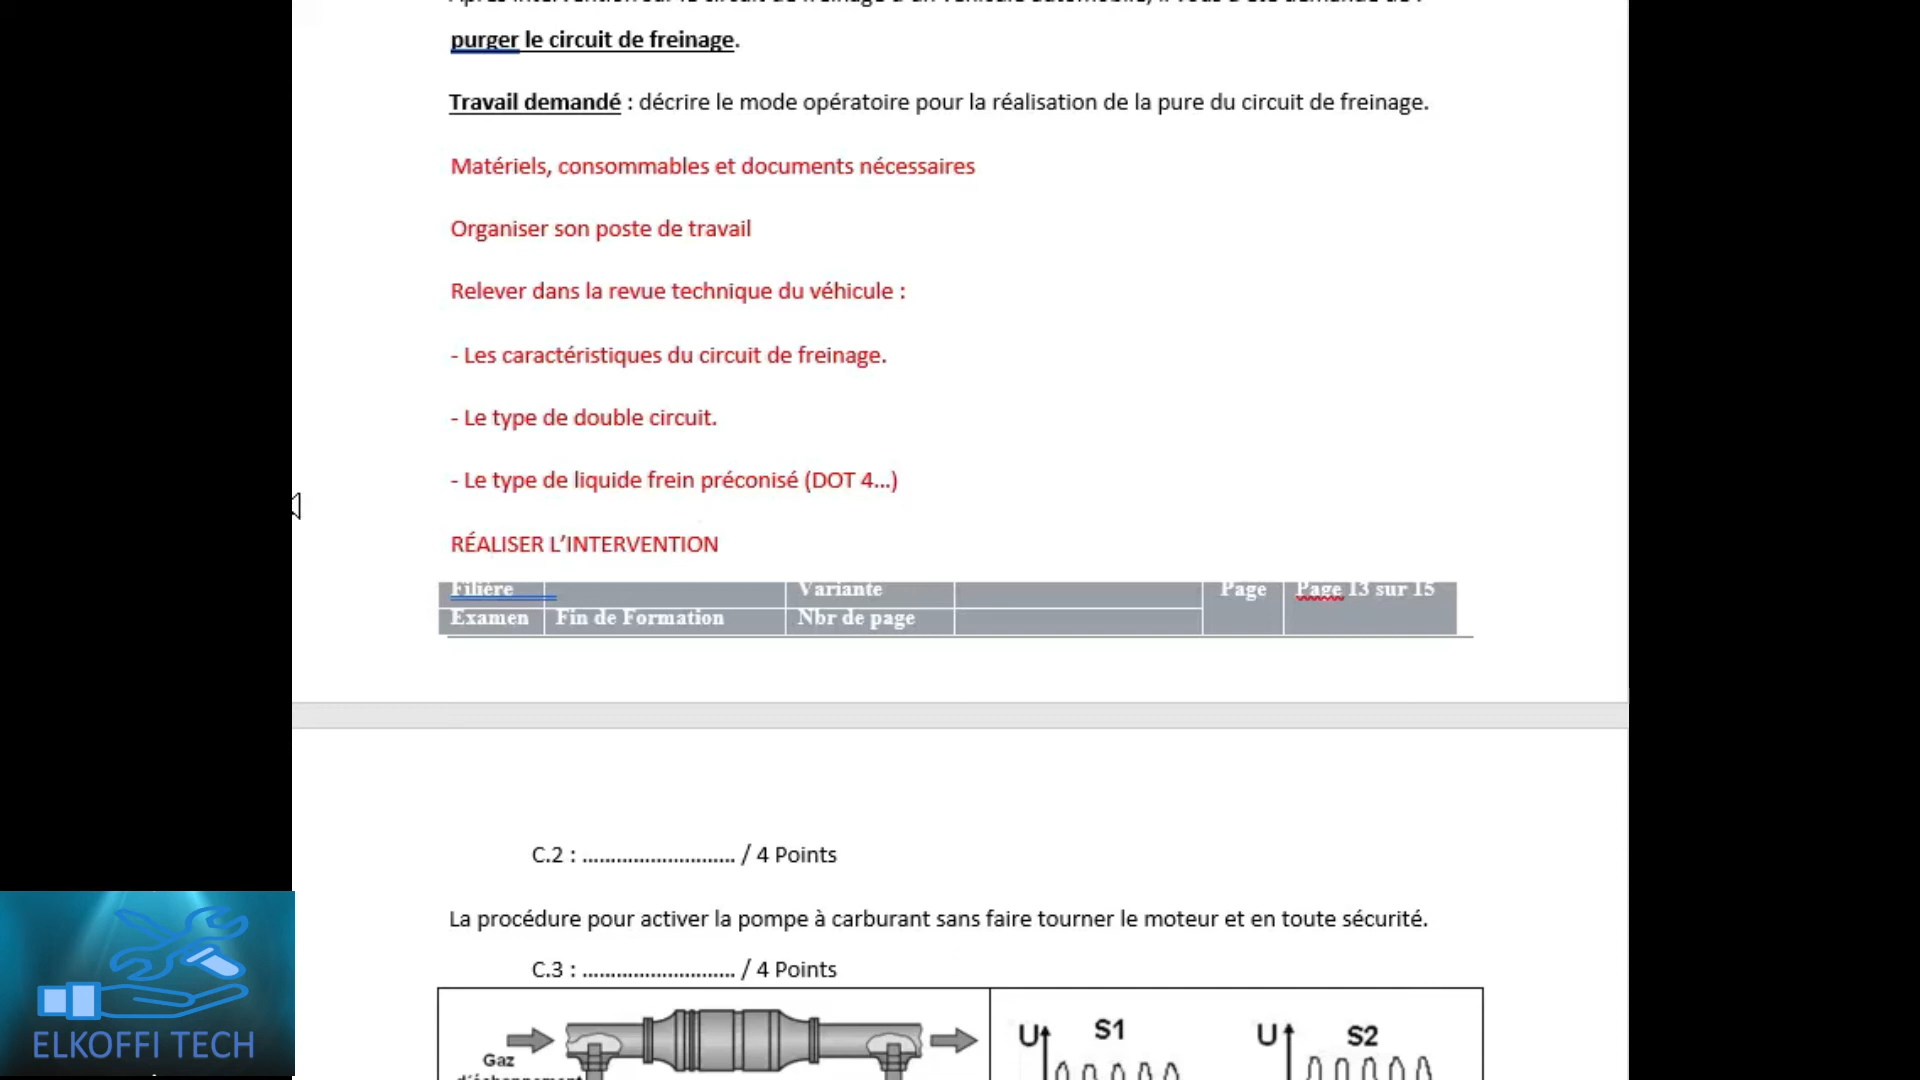 purger le circuit de freinage.
Travail demandé : décrire le mode opératoire pour la réalisation de la pure du circuit de freinage.
Matériels, consommables et documents nécessaires
Organiser son poste de travail
Relever dans la revue technique du véhicule :
- Les caractéristiques du circuit de freinage.
- Le type de double circuit.
- Le type de liquide frein préconisé (DOT 4...)
RÉALISER L’INTERVENTION
Filière Variante Page Page 13 sur 15
Examen Fin de Formation Nbr de page
C.2 : ........................... / 4 Points
La procédure pour activer la pompe à carburant sans faire tourner le moteur et en toute sécurité.
C.3 : ........................... / 4 Points
U S1 U S2
Gaz
d'échappement
ELKOFFI TECH